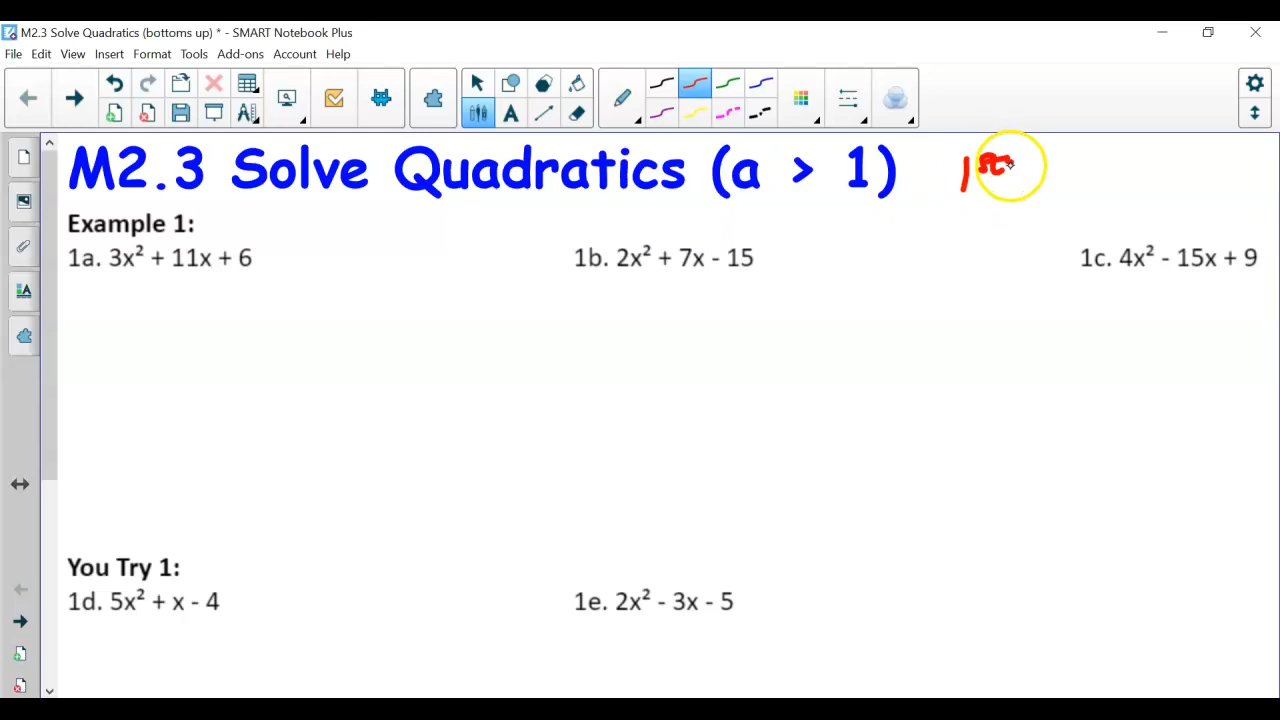 M2.3 Solve Quadratics (bottoms up) * - SMART Notebook Plus
File Edit View Insert Format Tools Add-ons Account Help
M2.3 Solve Quadratics (a > 1) 1st
Example 1:
1a. 3x² + 11x + 6 1b. 2x² + 7x - 15 1c. 4x² - 15x + 9
You Try 1:
1d. 5x² + x - 4 1e. 2x² - 3x - 5